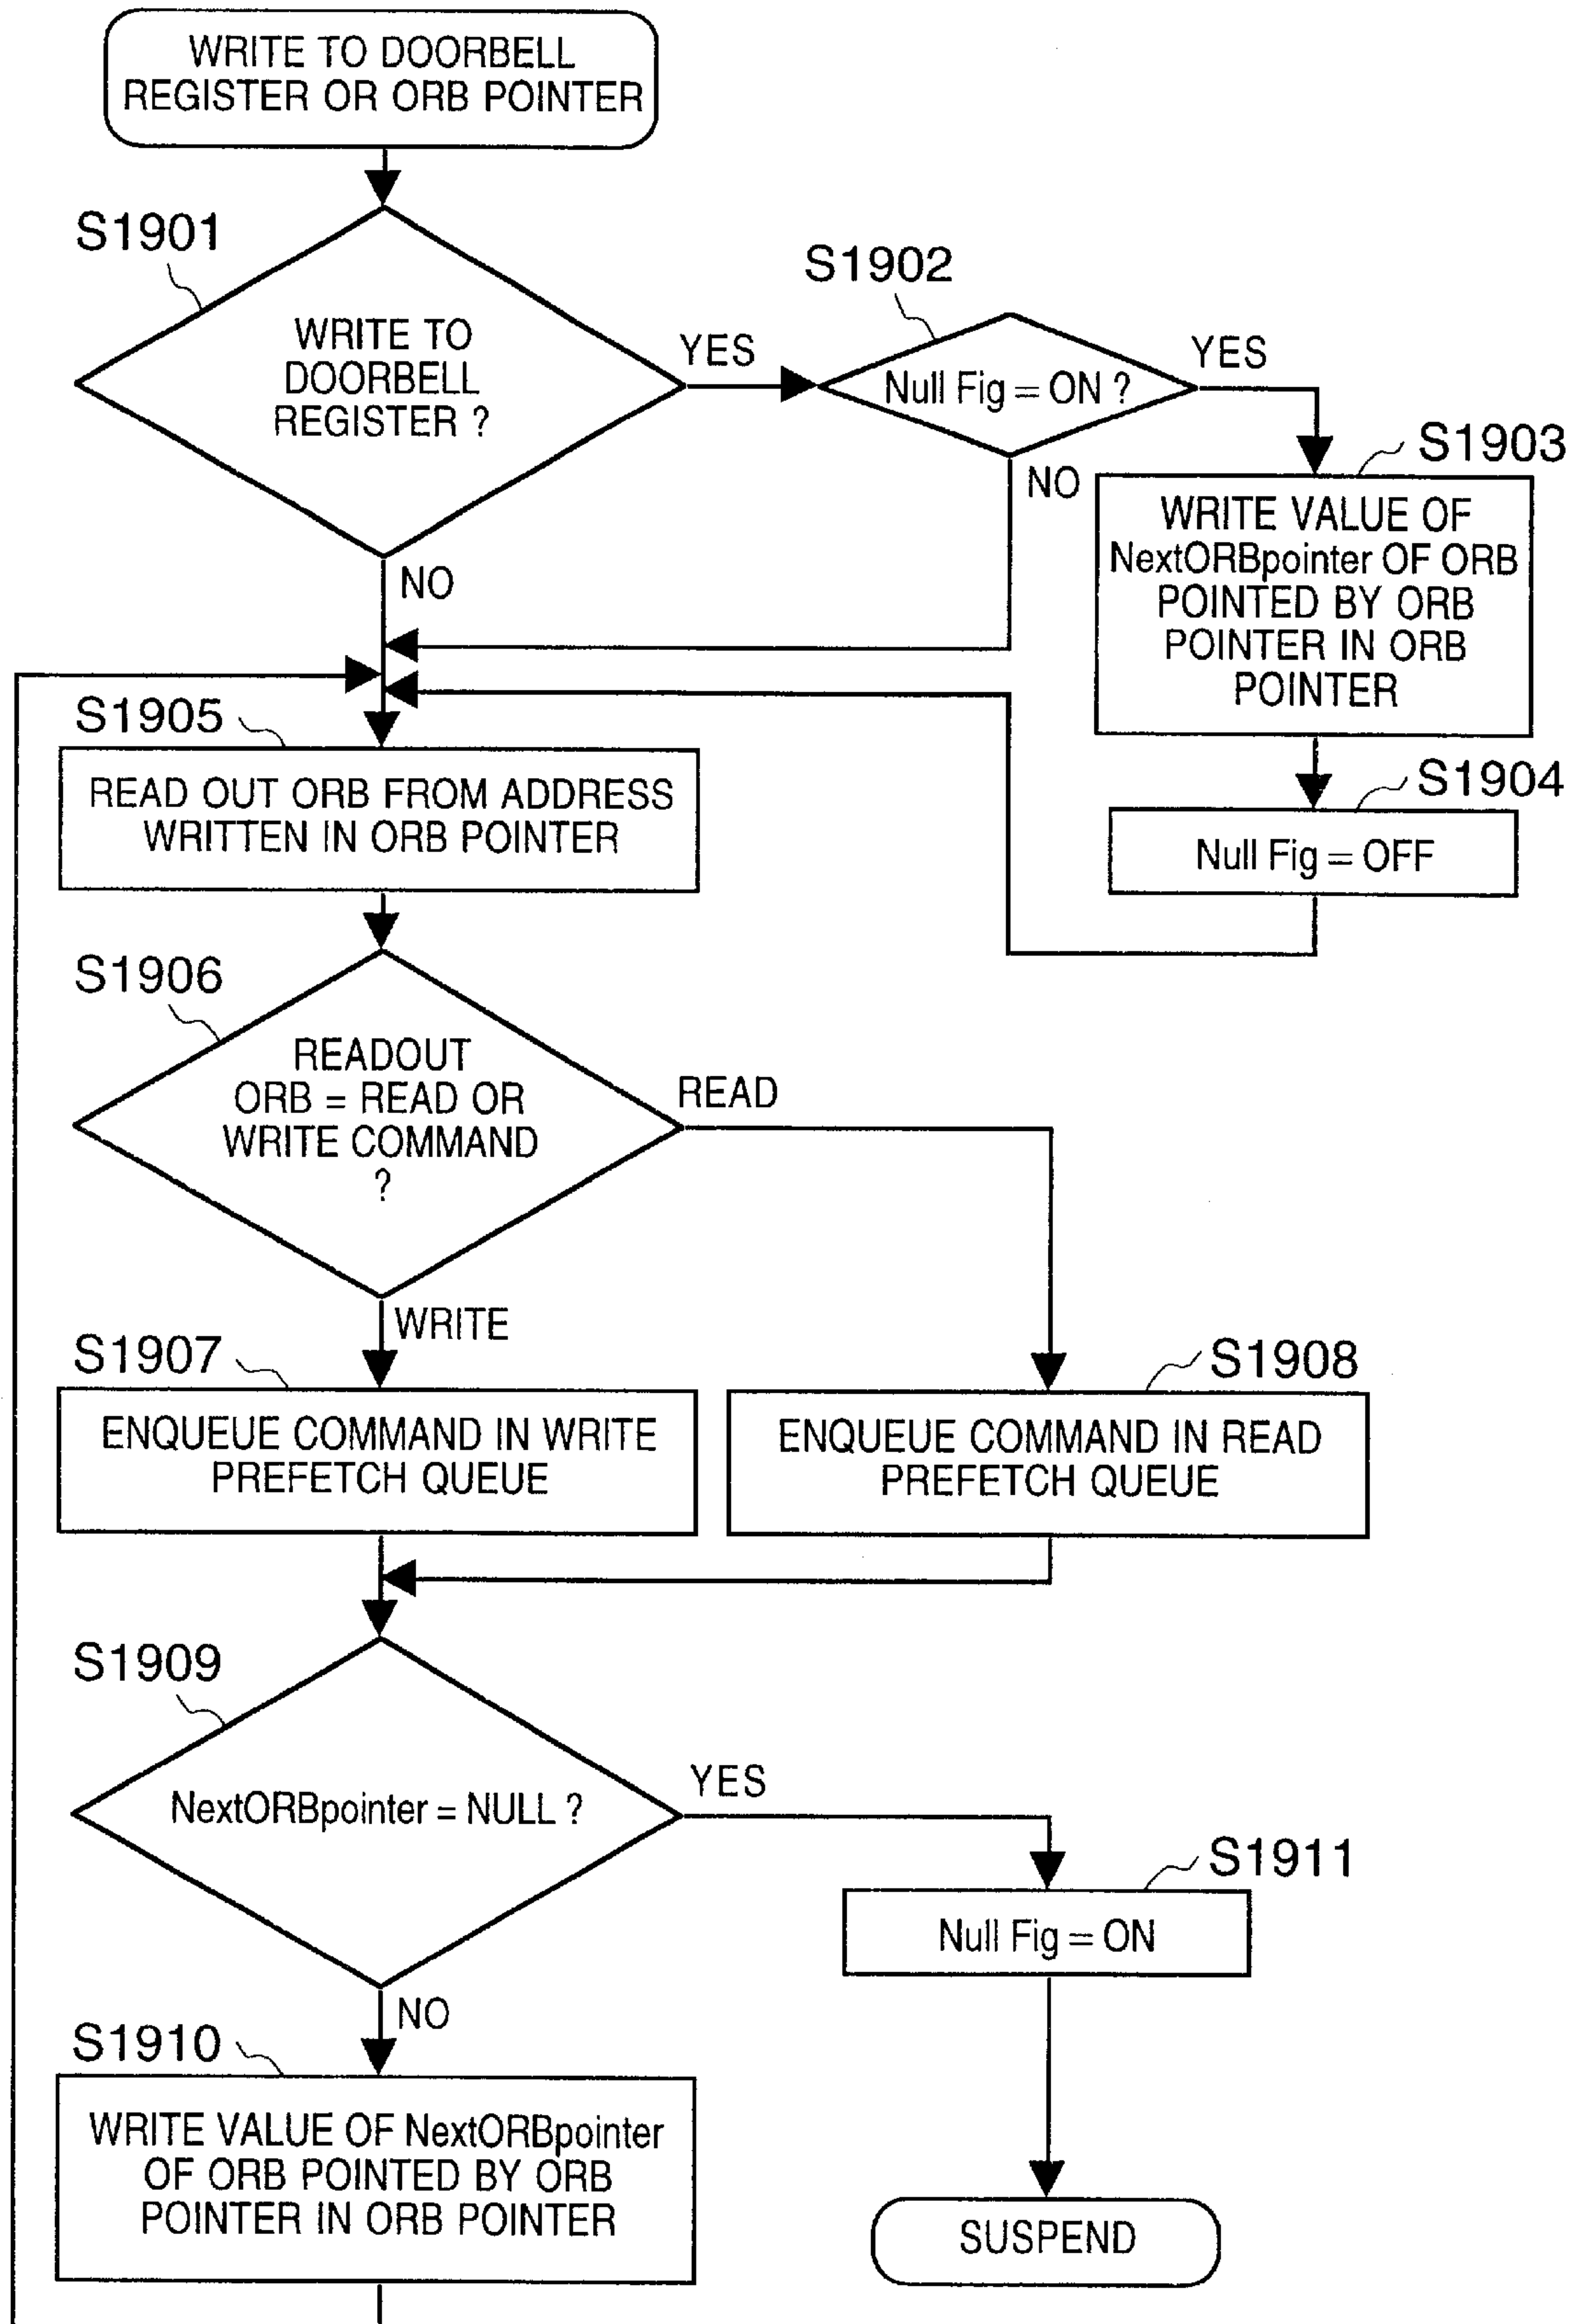 WRITE TO DOORBELL
REGISTER OR ORB POINTER
S1901
WRITE TO
DOORBELL
REGISTER ?
YES
NO
S1902
Null Fig = ON ?
YES
NO
S1903
WRITE VALUE OF
NextORBpointer OF ORB
POINTED BY ORB
POINTER IN ORB
POINTER
S1904
Null Fig = OFF
S1905
READ OUT ORB FROM ADDRESS
WRITTEN IN ORB POINTER
S1906
READOUT
ORB = READ OR
WRITE COMMAND
?
READ
WRITE
S1907
ENQUEUE COMMAND IN WRITE
PREFETCH QUEUE
S1908
ENQUEUE COMMAND IN READ
PREFETCH QUEUE
S1909
NextORBpointer = NULL ?
YES
NO
S1911
Null Fig = ON
S1910
WRITE VALUE OF NextORBpointer
OF ORB POINTED BY ORB
POINTER IN ORB POINTER
SUSPEND